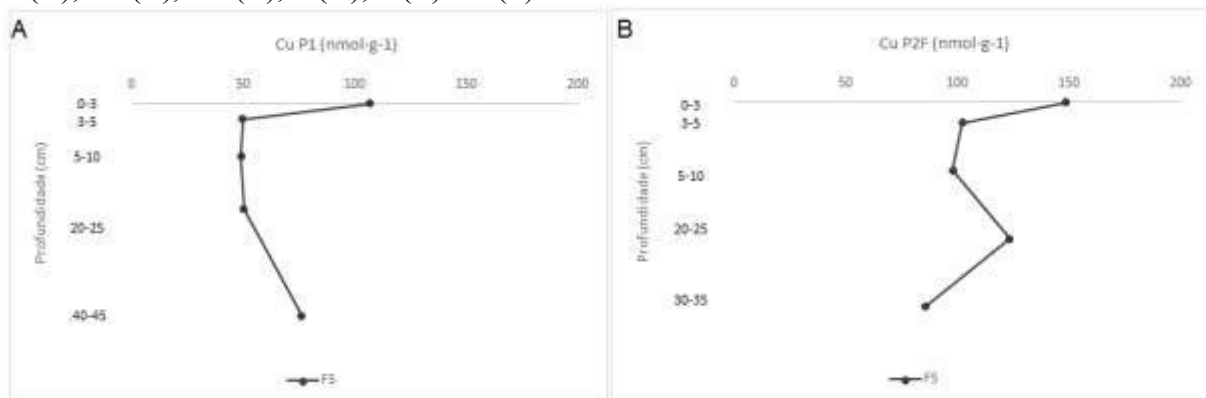 A
Cu P1 (nmol·g-1)
0 50 100 150 200
Profundidade (cm)
0-3
3-5
5-10
20-25
.40-45
F5
B
Cu P2F (nmol·g-1)
0 50 100 150 200
Profundidade (cm)
0-3
3-5
5-10
20-25
30-35
F5